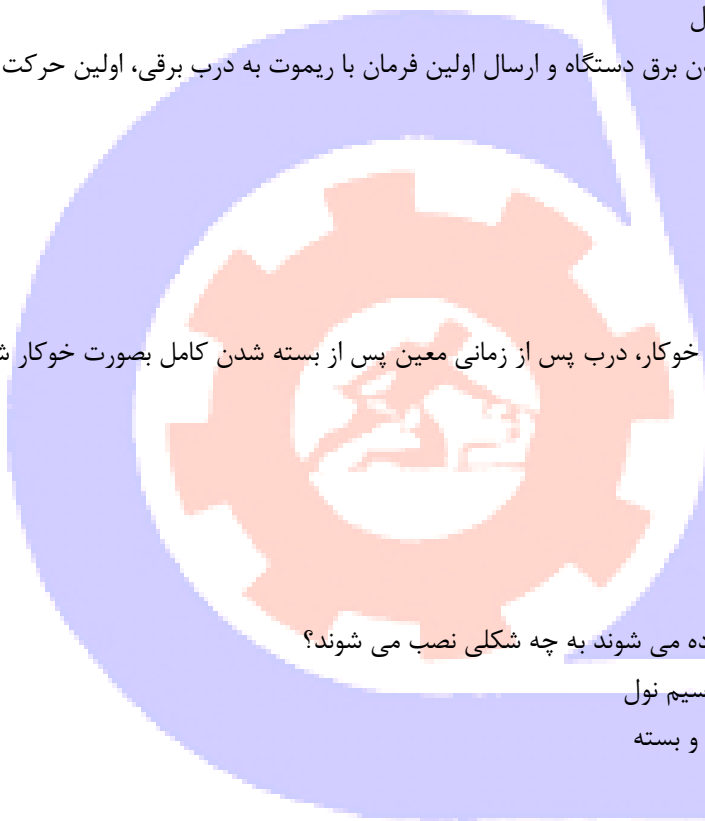 ن برق دستگاه و ارسال اولین فرمان با ریموت به درب برقی، اولین حرکت
خوکار، درب پس از زمانی معین پس از بسته شدن کامل بصورت خوکار
ده می شوند به چه شکلی نصب می شوند؟
سیم نول
و بسته